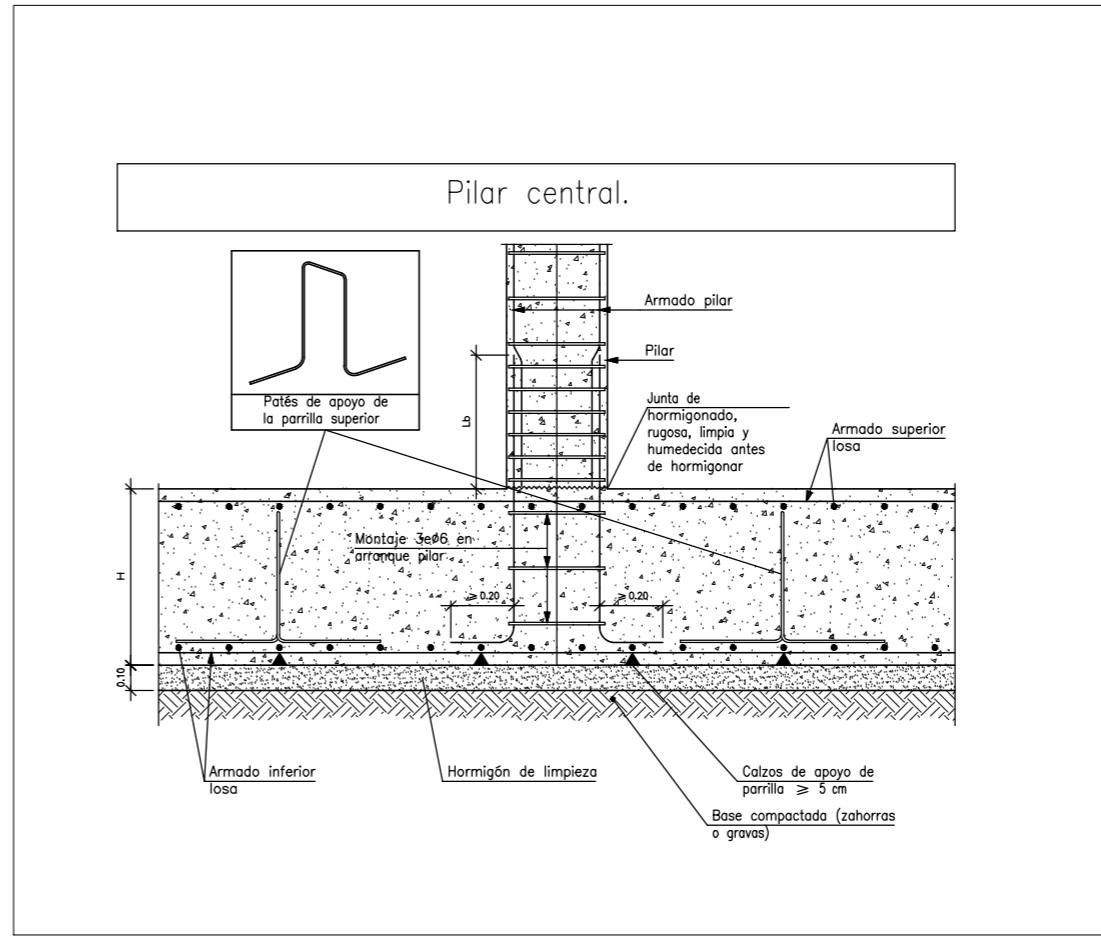 Pilar central.
Armado pilar
Pilar
Patés de apoyo de
la parrilla superior
Lb
Junta de
hormigonado,
rugosa, limpia y
humedecida antes
de hormigonar
Armado superior
losa
Montaje 3eø6 en
arranque pilar
H
≥ 0.20
≥ 0.20
0.10
Armado inferior
losa
Hormigón de limpieza
Calzos de apoyo de
parrilla ≥ 5 cm
Base compactada (zahorras
o gravas)